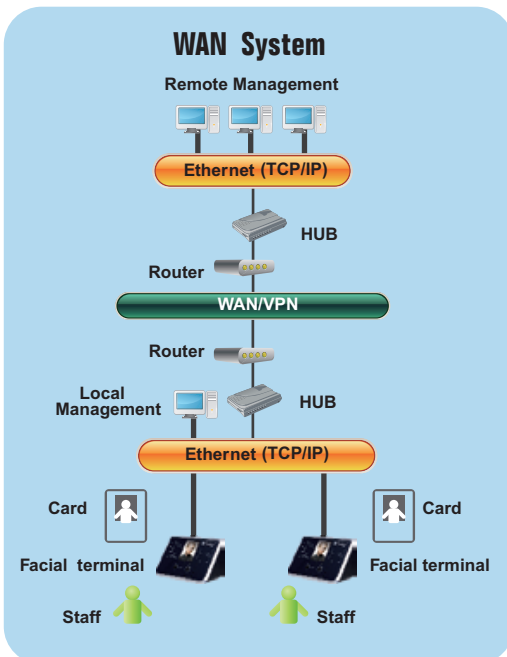 WAN System
Remote Management
Ethernet (TCP/IP)
HUB
Router
WAN/VPN
Router
Local
Management
HUB
Ethernet (TCP/IP)
Card
Card
Facial terminal
Facial terminal
Staff
Staff